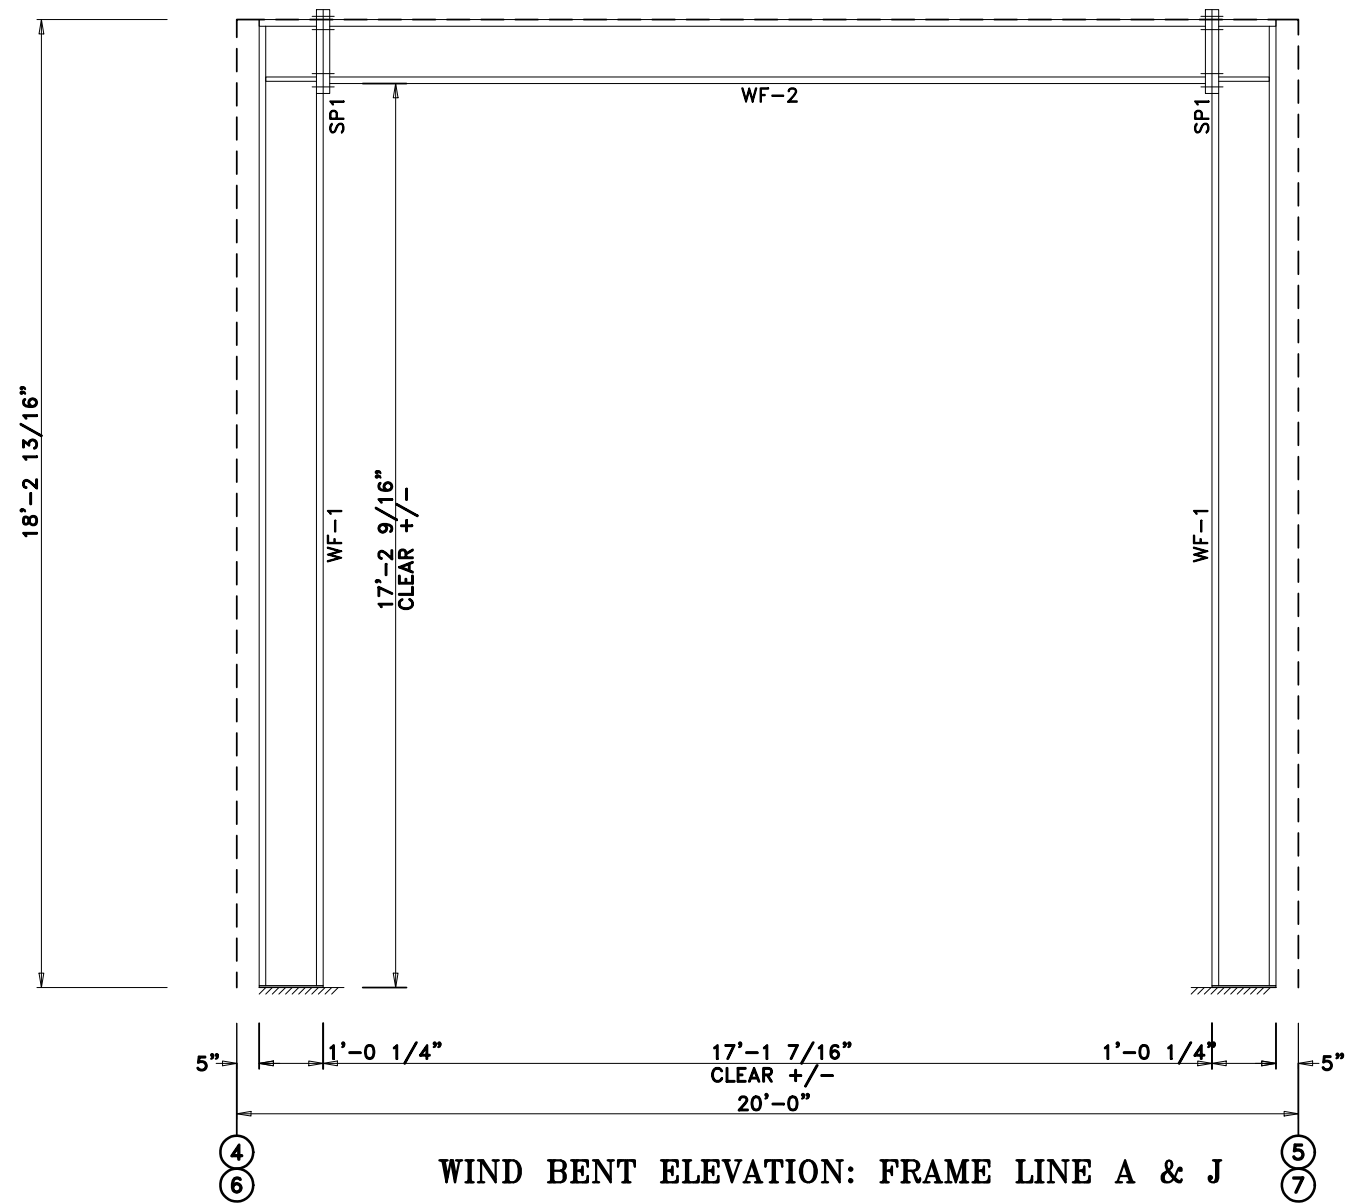 WF-2
SP1
SP1
18'-2 13/16"
17'-2 9/16"
CLEAR +/-
WF-1
WF-1
5"
1'-0 1/4"
17'-1 7/16"
CLEAR +/-
1'-0 1/4"
5"
20'-0"
4
6
WIND BENT ELEVATION: FRAME LINE A & J
5
7